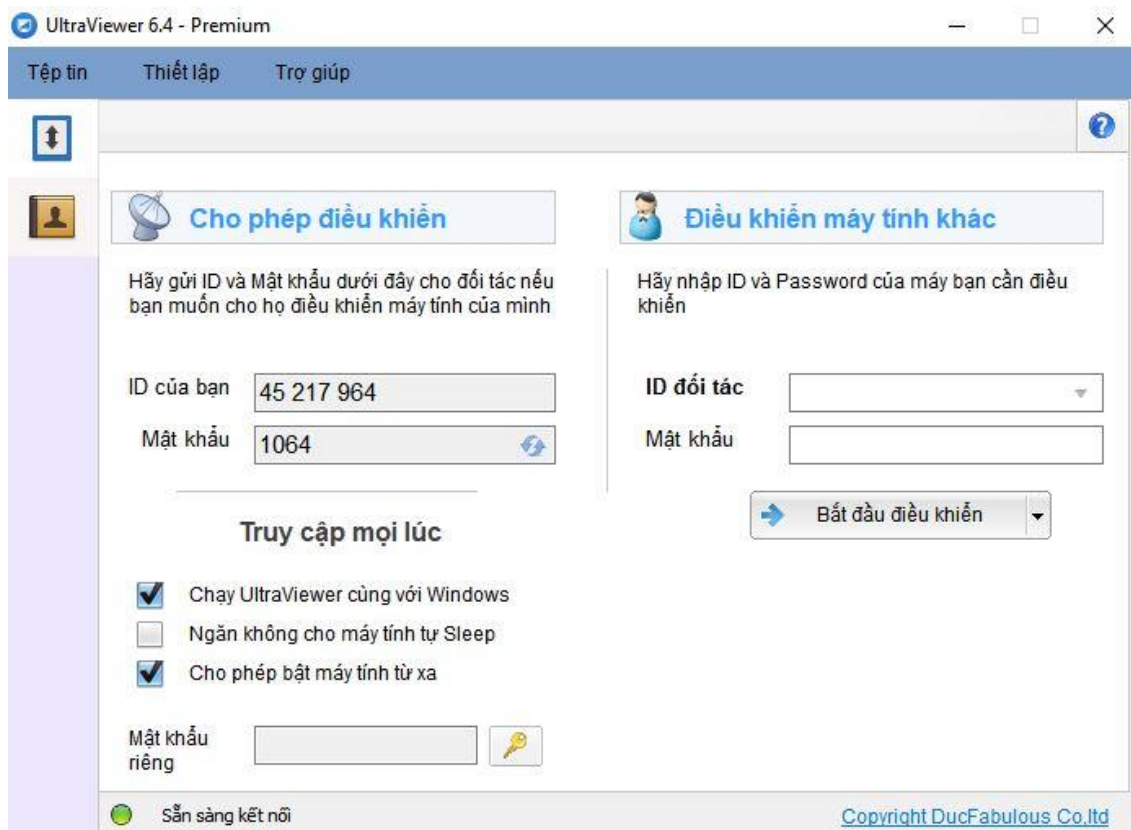 UltraViewer 6.4 - Premium
Tệp tin Thiết lập Trợ giúp
Cho phép điều khiển
Hãy gửi ID và Mật khẩu dưới đây cho đối tác nếu
bạn muốn cho họ điều khiển máy tính của mình
ID của bạn 45 217 964
Mật khẩu 1064
Truy cập mọi lúc
Chạy UltraViewer cùng với Windows
Ngăn không cho máy tính tự Sleep
Cho phép bật máy tính từ xa
Mật khẩu
riêng
Điều khiển máy tính khác
Hãy nhập ID và Password của máy bạn cần điều
khiển
ID đối tác
Mật khẩu
Bắt đầu điều khiển
Sẵn sàng kết nối
Copyright DucFabulous Co,ltd